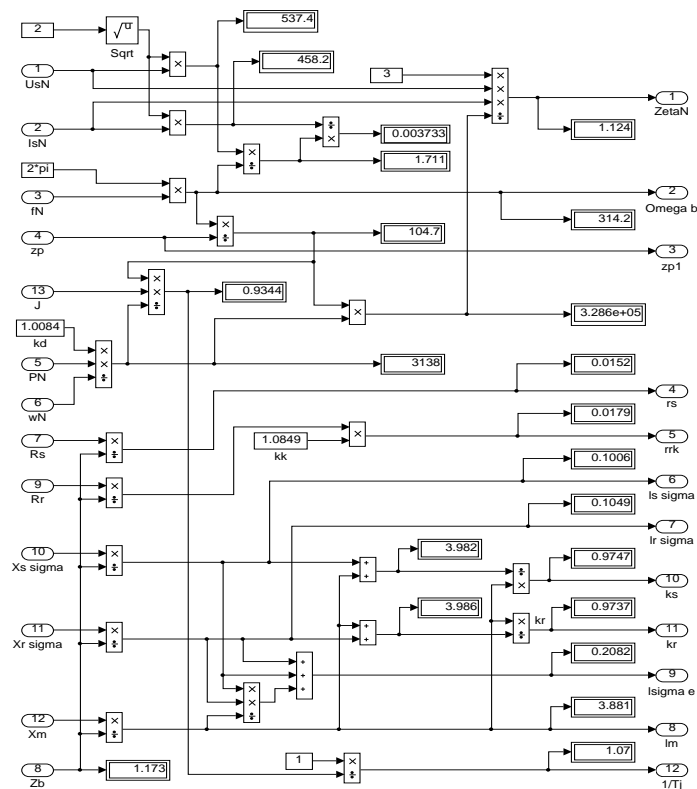 2
√u
Sqrt
537.4
1
UsN
458.2
3
2
IsN
1
ZetaN
0.003733
1.124
1.711
2*pi
3
fN
2
Omega b
314.2
4
zp
104.7
3
zp1
13
J
0.9344
3.286e+05
1.0084
kd
5
PN
3138
0.0152
6
wN
4
rs
0.0179
7
Rs
1.0849
kk
5
rrk
0.1006
9
Rr
6
ls sigma
0.1049
7
lr sigma
10
Xs sigma
3.982
0.9747
10
ks
3.986
0.9737
11
Xr sigma
kr
11
kr
0.2082
9
lsigma e
12
Xm
3.881
8
lm
1
1.07
8
Zb
1.173
12
1/Tj